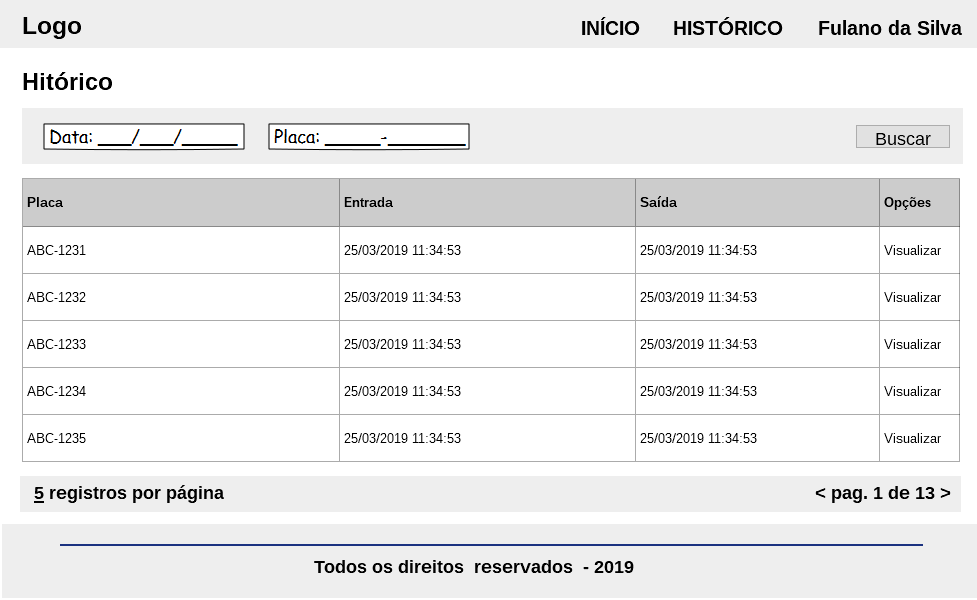 Logo INÍCIO HISTÓRICO Fulano da Silva
Hitórico
Data: ____/____/______ Placa: ______-________ Buscar
Placa Entrada Saída Opções
ABC-1231 25/03/2019 11:34:53 25/03/2019 11:34:53 Visualizar
ABC-1232 25/03/2019 11:34:53 25/03/2019 11:34:53 Visualizar
ABC-1233 25/03/2019 11:34:53 25/03/2019 11:34:53 Visualizar
ABC-1234 25/03/2019 11:34:53 25/03/2019 11:34:53 Visualizar
ABC-1235 25/03/2019 11:34:53 25/03/2019 11:34:53 Visualizar
5 registros por página < pag. 1 de 13 >
Todos os direitos reservados - 2019